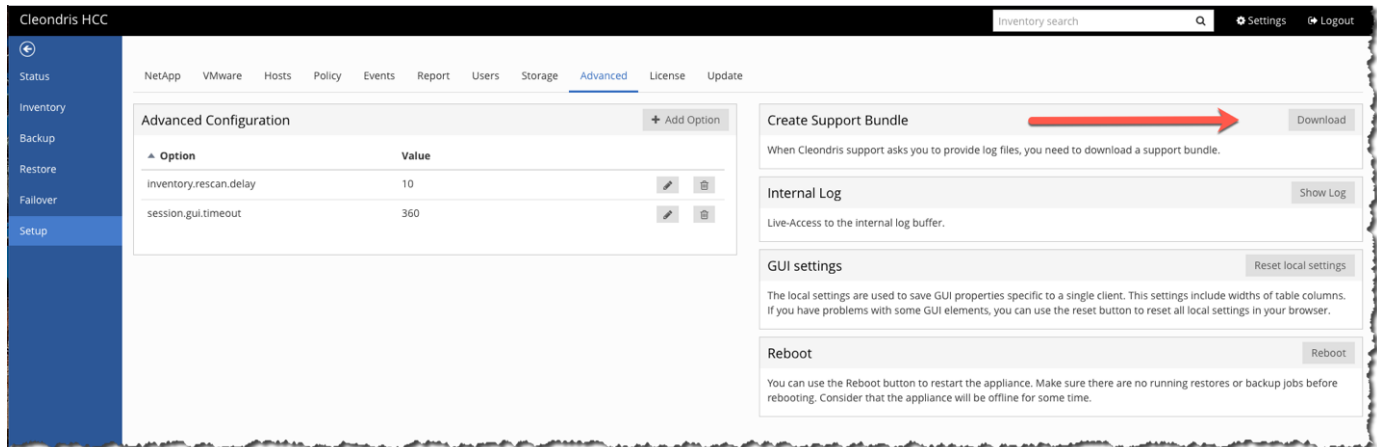 Cleondris HCC
Inventory search
Settings
Logout
Status
Inventory
Backup
Restore
Failover
Setup
NetApp VMware Hosts Policy Events Report Users Storage Advanced License Update
Advanced Configuration
+ Add Option
Option Value
inventory.rescan.delay 10
session.gui.timeout 360
Create Support Bundle
Download
When Cleondris support asks you to provide log files, you need to download a support bundle.
Internal Log
Show Log
Live-Access to the internal log buffer.
GUI settings
Reset local settings
The local settings are used to save GUI properties specific to a single client. This settings include widths of table columns.
If you have problems with some GUI elements, you can use the reset button to reset all local settings in your browser.
Reboot
Reboot
You can use the Reboot button to restart the appliance. Make sure there are no running restores or backup jobs before
rebooting. Consider that the appliance will be offline for some time.